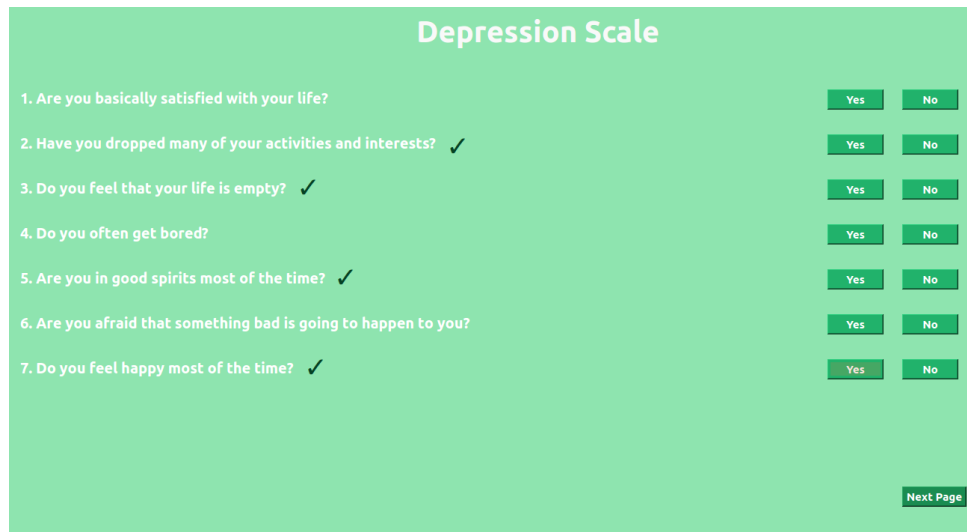 Depression Scale
1. Are you basically satisfied with your life? Yes No
2. Have you dropped many of your activities and interests? ✓ Yes No
3. Do you feel that your life is empty? ✓ Yes No
4. Do you often get bored? Yes No
5. Are you in good spirits most of the time? ✓ Yes No
6. Are you afraid that something bad is going to happen to you? Yes No
7. Do you feel happy most of the time? ✓ Yes No
Next Page